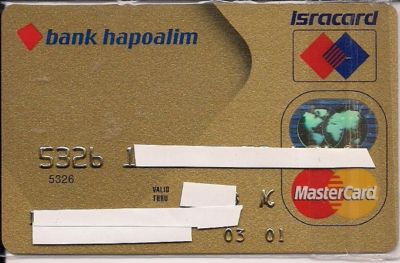 bank hapoalim
isracard
5326 1
5326
VALID
THRU
MasterCard
03 01